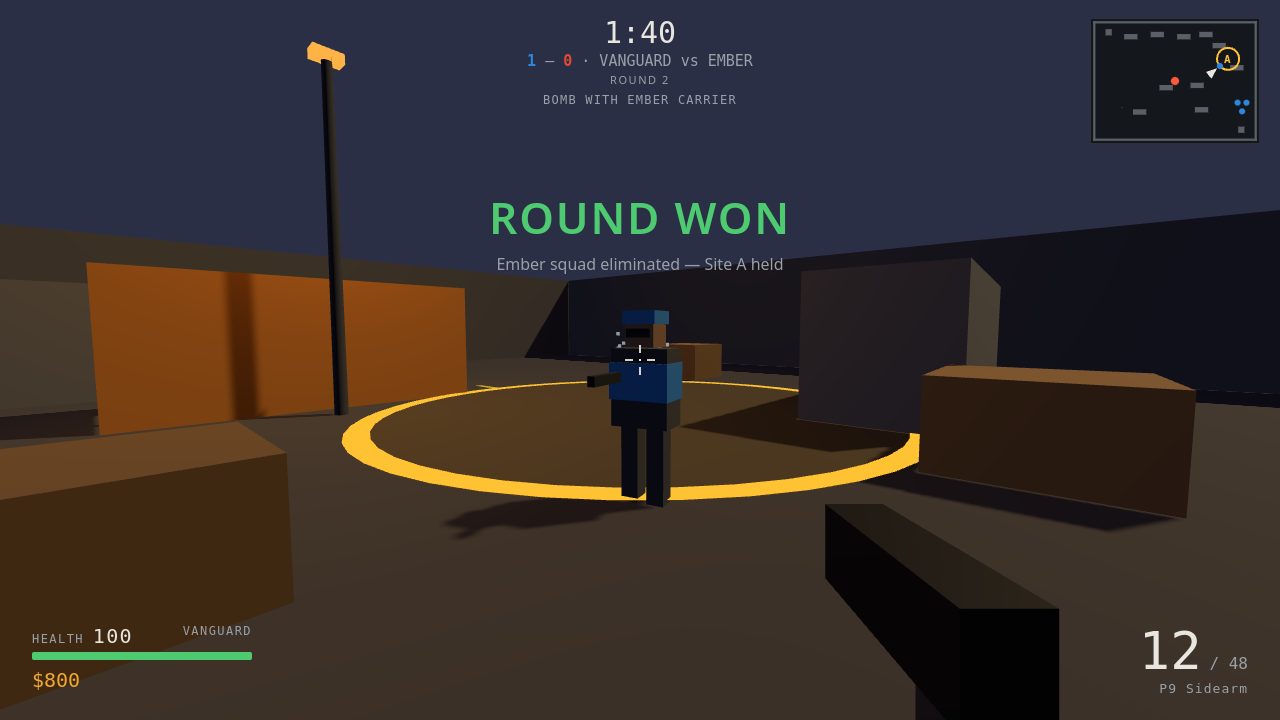 1:40
1 — 0 · VANGUARD vs EMBER
ROUND 2
BOMB WITH EMBER CARRIER
A
ROUND WON
Ember squad eliminated — Site A held
HEALTH 100
VANGUARD
$800
12 / 48
P9 Sidearm